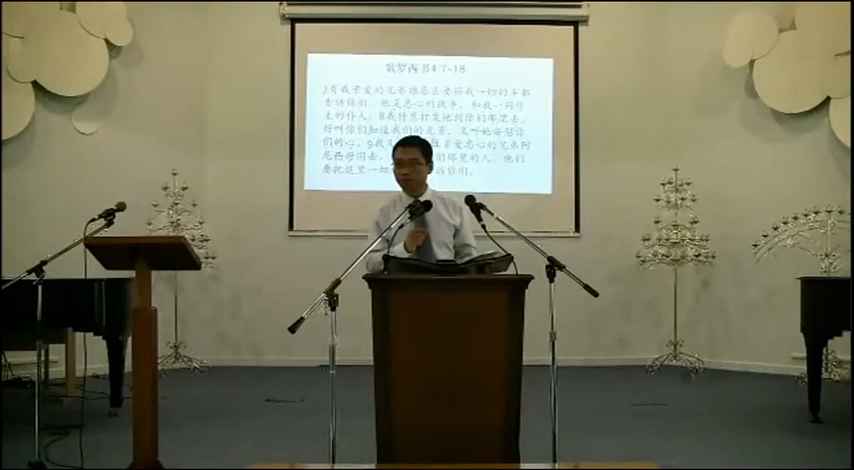 歌罗西书4:7-18
7有我亲爱的兄弟推基古要将我一切的事都
告诉你们。他是忠心的执事,和我一同作
主的仆人。8我特意打发他到你们那里去,
好叫你们知道我们的光景,又叫他安慰你
们的心。9我又 亲爱忠心的兄弟阿
尼西母同去, 们那里的人。他们
要把这里一切 诉你们。